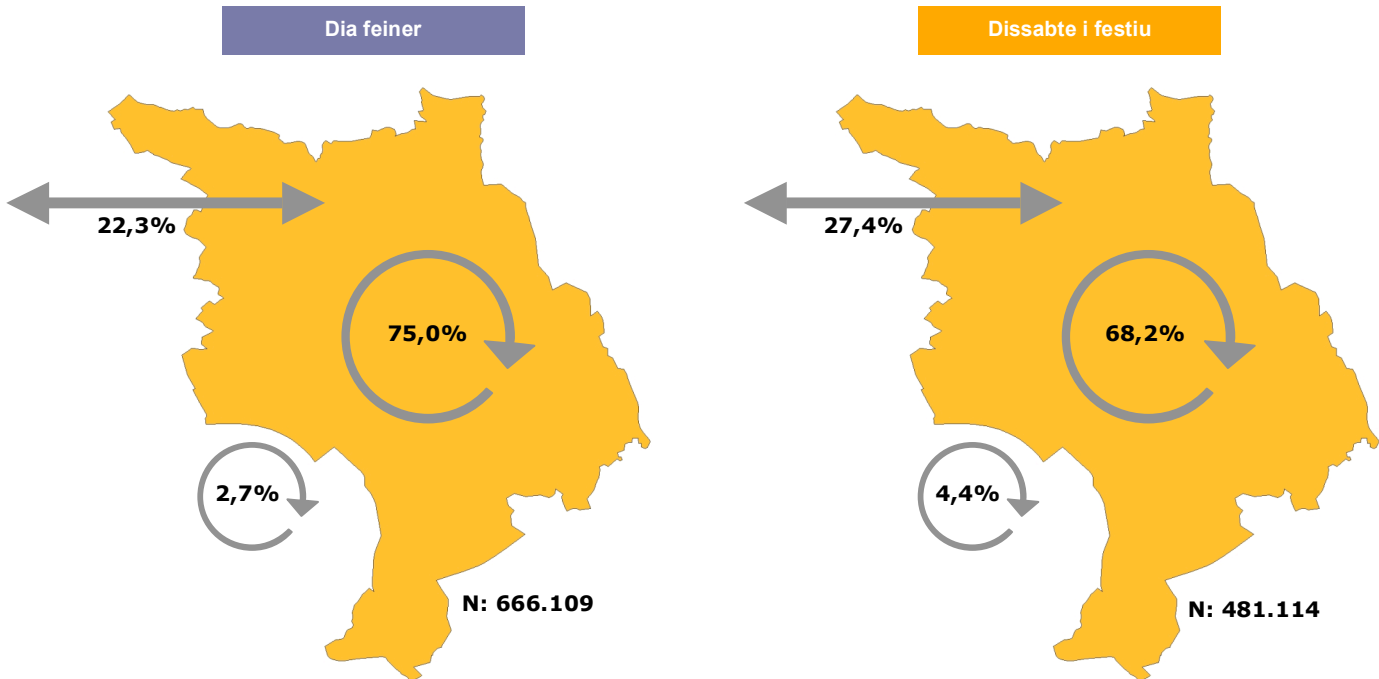 Dia feiner
22,3%
75,0%
2,7%
N: 666.109
Dissabte i festiu
27,4%
68,2%
4,4%
N: 481.114